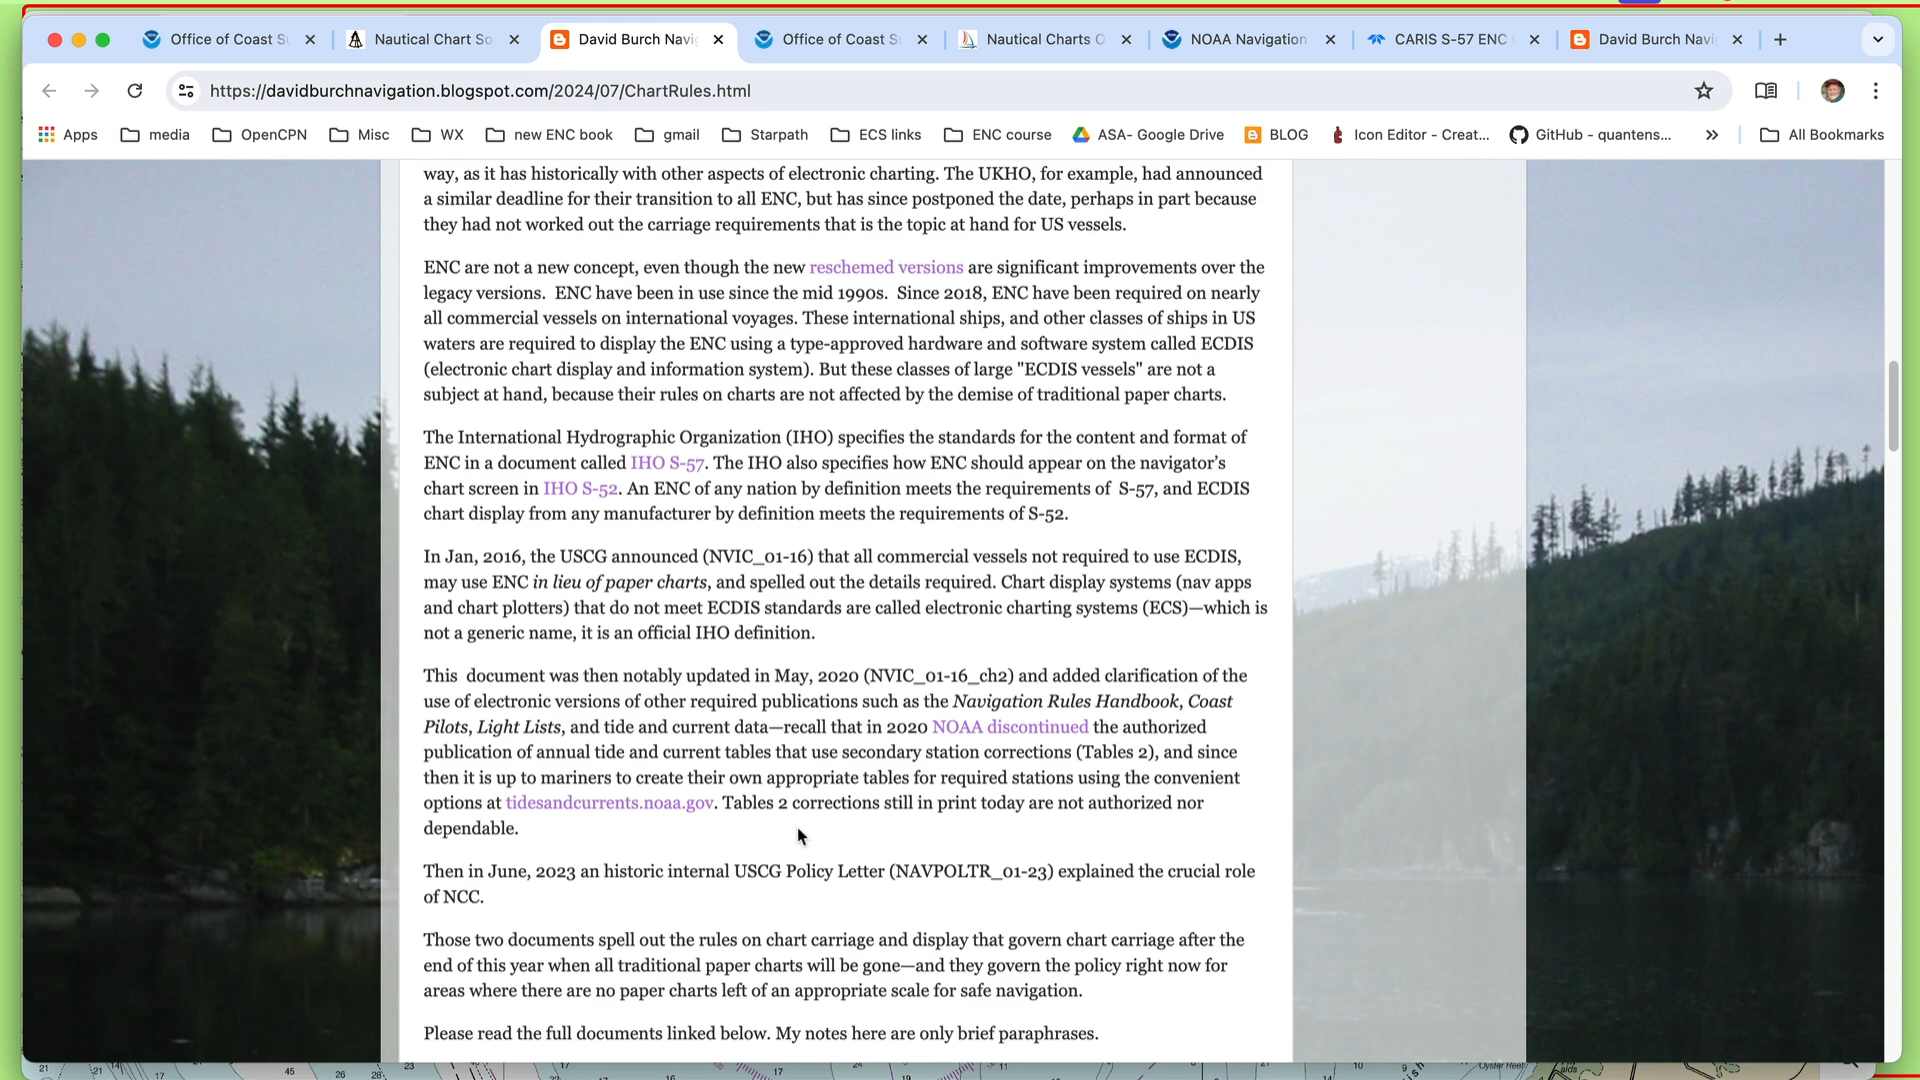 Office of Coast S
Nautical Chart So
David Burch Navi
Office of Coast S
Nautical Charts O
NOAA Navigation
CARIS S-57 ENC
David Burch Navi
https://davidburchnavigation.blogspot.com/2024/07/ChartRules.html
Apps media OpenCPN Misc WX new ENC book gmail Starpath ECS links ENC course ASA- Google Drive BLOG Icon Editor - Creat... GitHub - quantens... » All Bookmarks
way, as it has historically with other aspects of electronic charting. The UKHO, for example, had announced
a similar deadline for their transition to all ENC, but has since postponed the date, perhaps in part because
they had not worked out the carriage requirements that is the topic at hand for US vessels.
ENC are not a new concept, even though the new reschemed versions are significant improvements over the
legacy versions.  ENC have been in use since the mid 1990s.  Since 2018, ENC have been required on nearly
all commercial vessels on international voyages. These international ships, and other classes of ships in US
waters are required to display the ENC using a type-approved hardware and software system called ECDIS
(electronic chart display and information system). But these classes of large "ECDIS vessels" are not a
subject at hand, because their rules on charts are not affected by the demise of traditional paper charts.
The International Hydrographic Organization (IHO) specifies the standards for the content and format of
ENC in a document called IHO S-57. The IHO also specifies how ENC should appear on the navigator’s
chart screen in IHO S-52. An ENC of any nation by definition meets the requirements of  S-57, and ECDIS
chart display from any manufacturer by definition meets the requirements of S-52.
In Jan, 2016, the USCG announced (NVIC_01-16) that all commercial vessels not required to use ECDIS,
may use ENC in lieu of paper charts, and spelled out the details required. Chart display systems (nav apps
and chart plotters) that do not meet ECDIS standards are called electronic charting systems (ECS)—which is
not a generic name, it is an official IHO definition.
This  document was then notably updated in May, 2020 (NVIC_01-16_ch2) and added clarification of the
use of electronic versions of other required publications such as the Navigation Rules Handbook, Coast
Pilots, Light Lists, and tide and current data—recall that in 2020 NOAA discontinued the authorized
publication of annual tide and current tables that use secondary station corrections (Tables 2), and since
then it is up to mariners to create their own appropriate tables for required stations using the convenient
options at tidesandcurrents.noaa.gov. Tables 2 corrections still in print today are not authorized nor
dependable.
Then in June, 2023 an historic internal USCG Policy Letter (NAVPOLTR_01-23) explained the crucial role
of NCC.
Those two documents spell out the rules on chart carriage and display that govern chart carriage after the
end of this year when all traditional paper charts will be gone—and they govern the policy right now for
areas where there are no paper charts left of an appropriate scale for safe navigation.
Please read the full documents linked below. My notes here are only brief paraphrases.
21 21 17 45 26 28 23 17 11 10 9 Oyster Reef aids